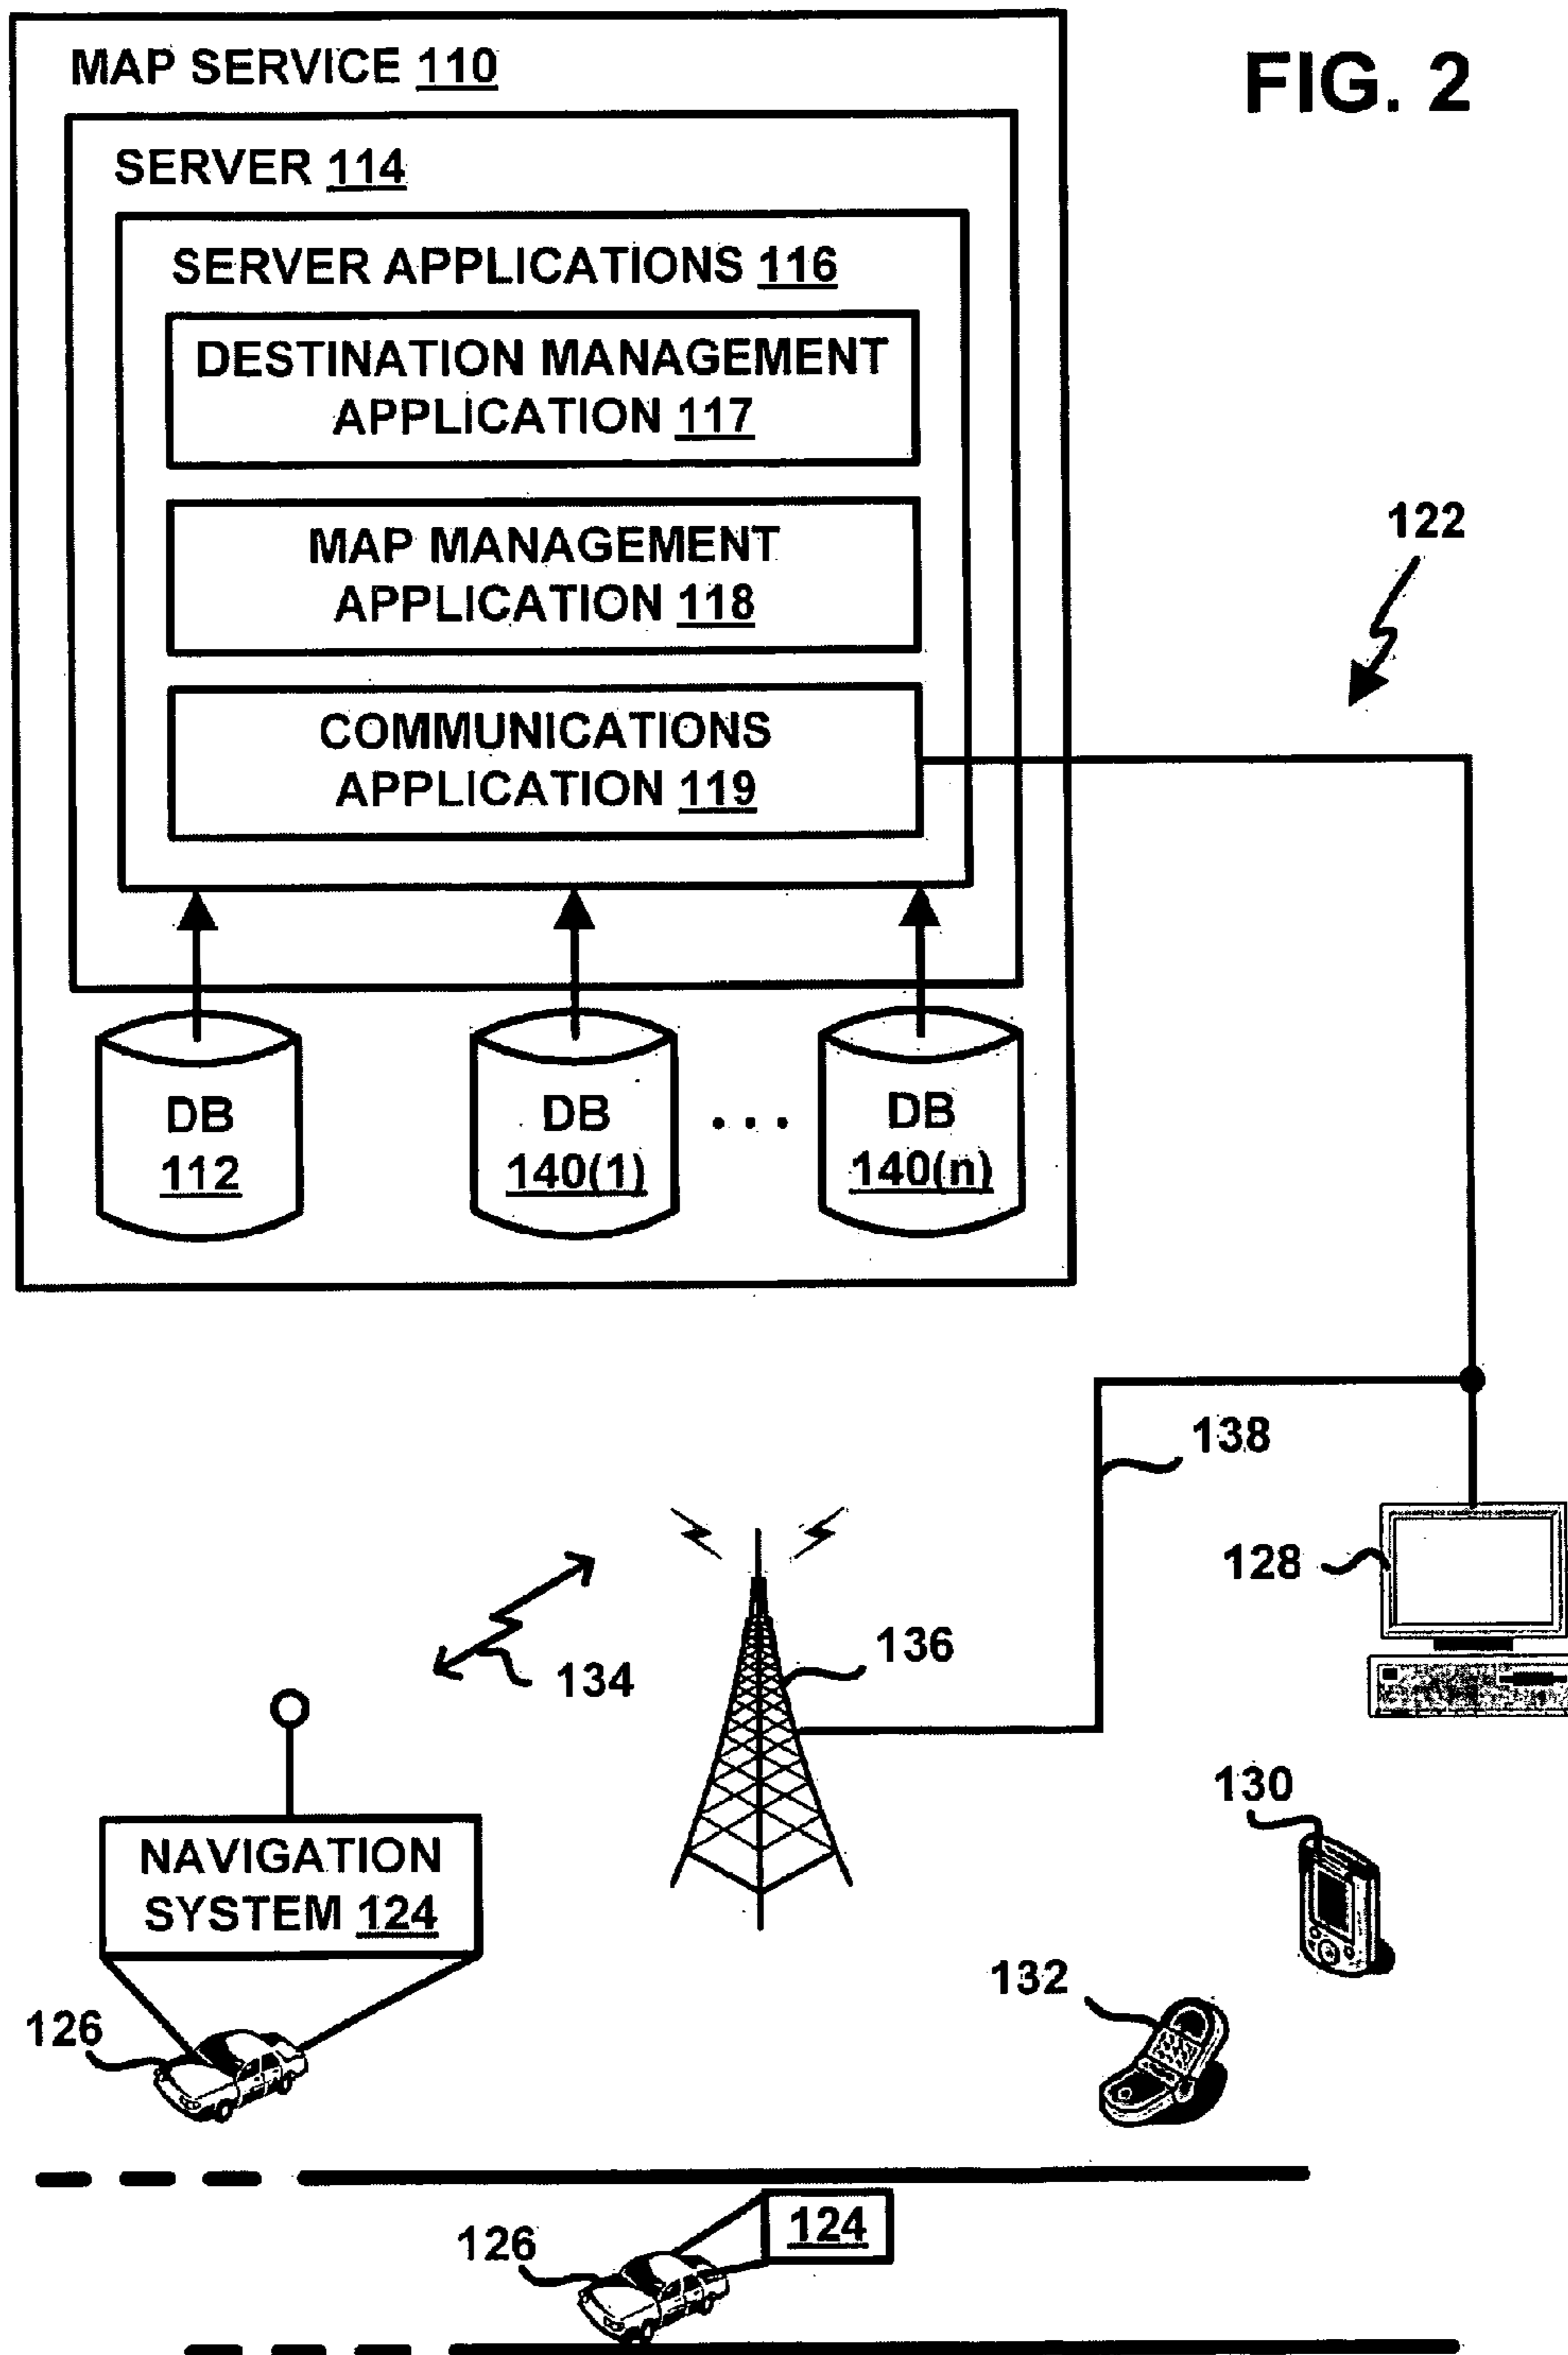 FIG. 2
MAP SERVICE 110
SERVER 114
SERVER APPLICATIONS 116
DESTINATION MANAGEMENT
APPLICATION 117
MAP MANAGEMENT
APPLICATION 118
COMMUNICATIONS
APPLICATION 119
122
DB
112
DB
140(1)
...
DB
140(n)
138
128
136
134
130
NAVIGATION
SYSTEM 124
132
126
124
126